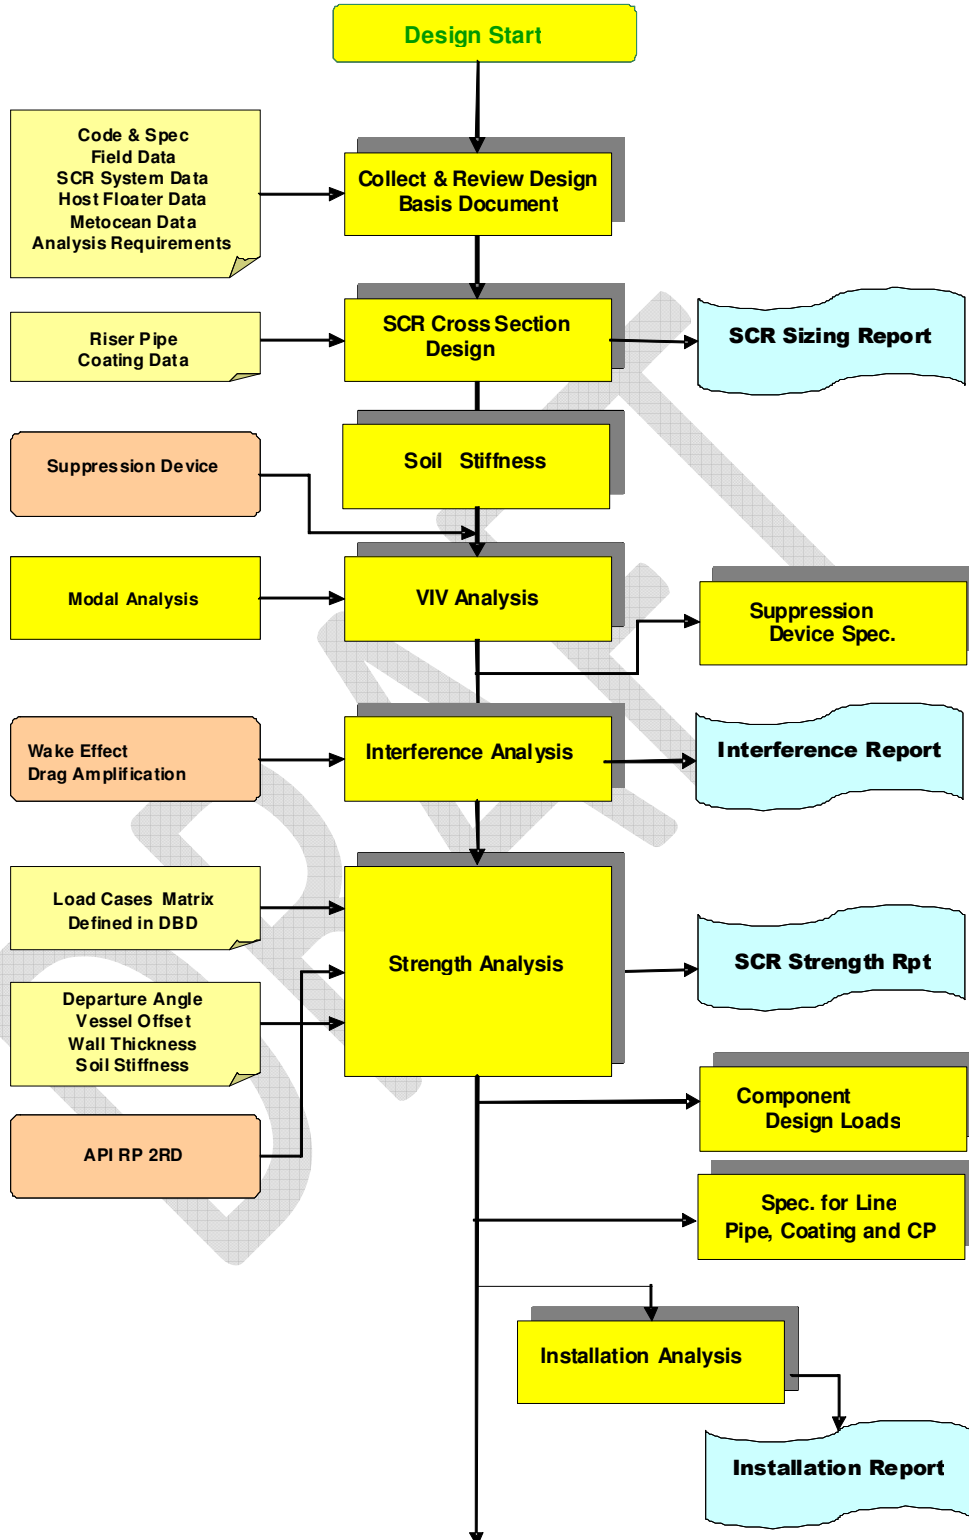 Design Start
Code & Spec
Field Data
SCR System Data
Host Floater Data
Metocean Data
Analysis Requirements
Collect & Review Design
Basis Document
Riser Pipe
Coating Data
SCR Cross Section
Design
SCR Sizing Report
Suppression Device
Soil Stiffness
Modal Analysis
VIV Analysis
Suppression
Device Spec.
Wake Effect
Drag Amplification
Interference Analysis
Interference Report
Load Cases Matrix
Defined in DBD
Strength Analysis
SCR Strength Rpt
Departure Angle
Vessel Offset
Wall Thickness
Soil Stiffness
Component
Design Loads
API RP 2RD
Spec. for Line
Pipe, Coating and CP
Installation Analysis
Installation Report
DRAFT